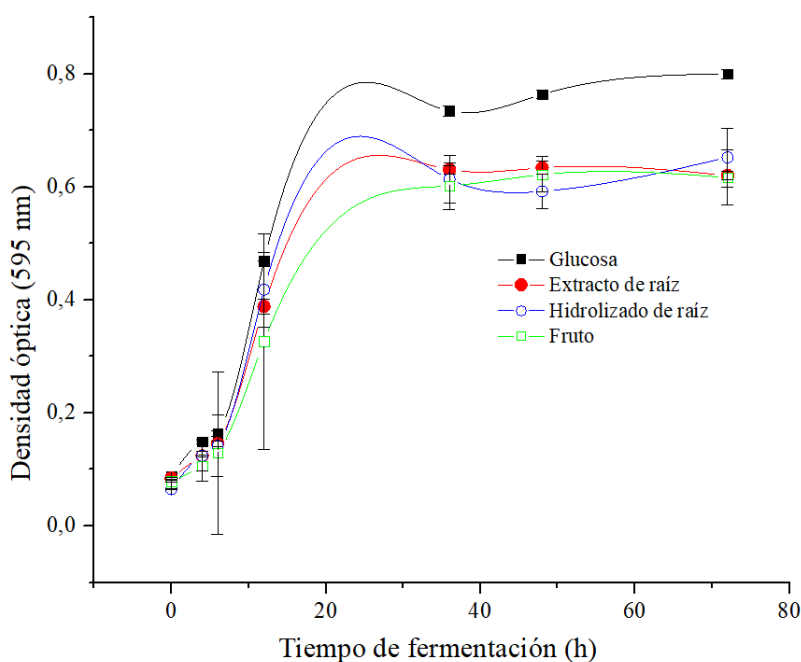 0,8
0,6
0,4
0,2
0,0
Densidad óptica (595 nm)
Glucosa
Extracto de raíz
Hidrolizado de raíz
Fruto
0
20
40
60
80
Tiempo de fermentación (h)